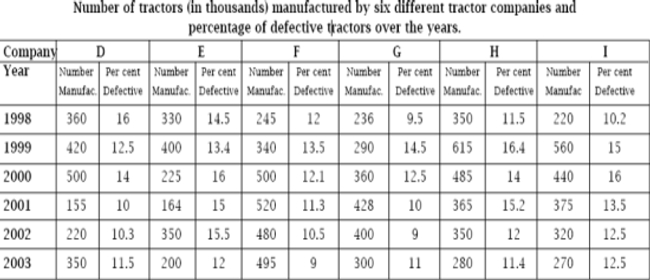 Number of tractors (in thousands) manufactured by six different tractor companies and
percentage of defective tractors over the years.
Company D E F G H I
Year Number Per cent Number Per cent Number Per cent Number Per cent Number Per cent Number Per cent
Manufac. Defective Manufac. Defective Manufac. Defective Manufac. Defective Manufac. Defective Manufac Defective
1998 360 16 330 14.5 245 12 236 9.5 350 11.5 220 10.2
1999 420 12.5 400 13.4 340 13.5 290 14.5 615 16.4 560 15
2000 500 14 225 16 500 12.1 360 12.5 485 14 440 16
2001 155 10 164 15 520 11.3 428 10 365 15.2 375 13.5
2002 220 10.3 350 15.5 480 10.5 400 9 350 12 320 12.5
2003 350 11.5 200 12 495 9 300 11 280 11.4 270 12.5